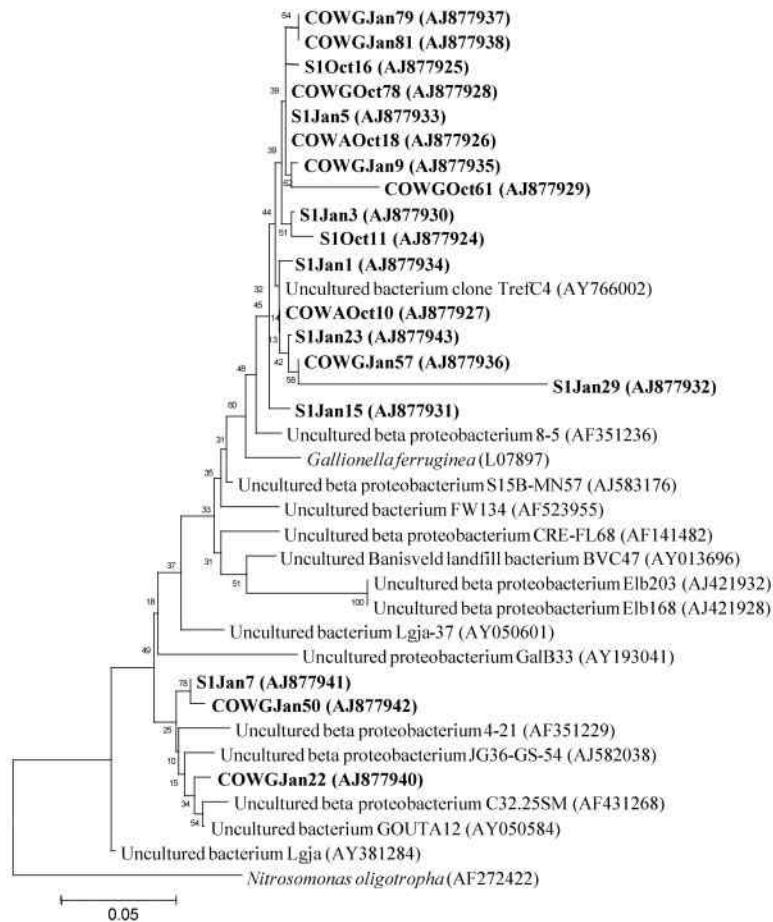 64
COWGJan79 (AJ877937)
COWGJan81 (AJ877938)
S1Oct16 (AJ877925)
38
COWGOct78 (AJ877928)
S1Jan5 (AJ877933)
COWAOct18 (AJ877926)
39
COWGJan9 (AJ877935)
52
COWGOct61 (AJ877929)
44
S1Jan3 (AJ877930)
51
S1Oct11 (AJ877924)
S1Jan1 (AJ877934)
32
Uncultured bacterium clone TrefC4 (AY766002)
45
14
COWAOct10 (AJ877927)
13
S1Jan23 (AJ877943)
42
COWGJan57 (AJ877936)
58
S1Jan29 (AJ877932)
48
S1Jan15 (AJ877931)
60
Uncultured beta proteobacterium 8-5 (AF351236)
31
Gallionella ferruginea (L07897)
35
Uncultured beta proteobacterium S15B-MN57 (AJ583176)
33
Uncultured bacterium FW134 (AF523955)
Uncultured beta proteobacterium CRE-FL68 (AF141482)
31
Uncultured Banisveld landfill bacterium BVC47 (AY013696)
37
51
Uncultured beta proteobacterium Elb203 (AJ421932)
100
Uncultured beta proteobacterium Elb168 (AJ421928)
18
Uncultured bacterium Lgja-37 (AY050601)
49
Uncultured proteobacterium GalB33 (AY193041)
78
S1Jan7 (AJ877941)
COWGJan50 (AJ877942)
25
Uncultured beta proteobacterium 4-21 (AF351229)
10
Uncultured beta proteobacterium JG36-GS-54 (AJ582038)
15
COWGJan22 (AJ877940)
34
Uncultured beta proteobacterium C32.25SM (AF431268)
54
Uncultured bacterium GOUTA12 (AY050584)
Uncultured bacterium Lgja (AY381284)
Nitrosomonas oligotropha (AF272422)
0.05